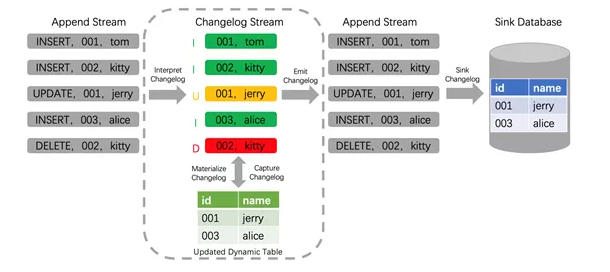 Append Stream
INSERT, 001, tom
INSERT, 002, kitty
UPDATE, 001, jerry
INSERT, 003, alice
DELETE, 002, kitty
Interpret
Changelog
Changelog Stream
I 001, tom
I 002, kitty
U 001, jerry
I 003, alice
D 002, kitty
Materialize
Changelog
Capture
Changelog
id name
001 jerry
003 alice
Updated Dynamic Table
Emit
Changelog
Append Stream
INSERT, 001, tom
INSERT, 002, kitty
UPDATE, 001, jerry
INSERT, 003, alice
DELETE, 002, kitty
Sink
Changelog
Sink Database
id name
001 jerry
003 alice